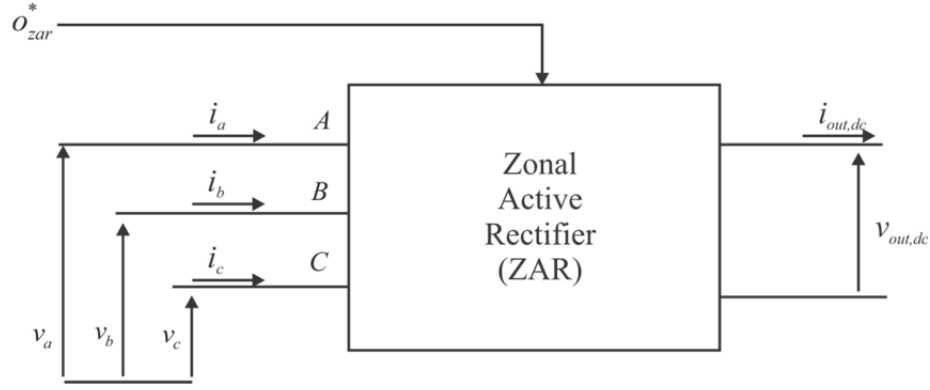 o*zar
ia
A
iout,dc
ib
B
Zonal
Active
Rectifier
(ZAR)
vout,dc
ic
C
va
vb
vc